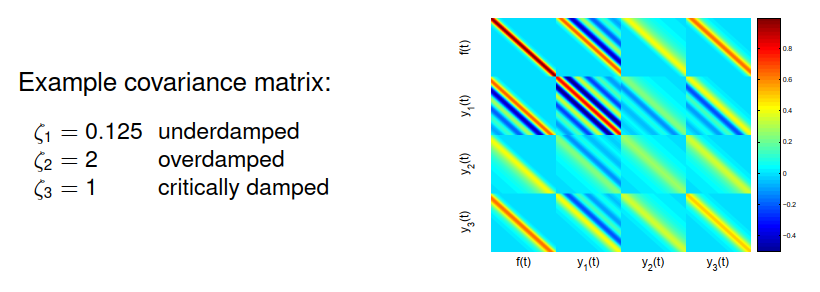 Example covariance matrix:
ζ₁ = 0.125 underdamped
ζ₂ = 2 overdamped
ζ₃ = 1 critically damped
f(t)
y₁(t)
y₂(t)
y₃(t)
f(t) y₁(t) y₂(t) y₃(t)
0.8
0.6
0.4
0.2
0
−0.2
−0.4